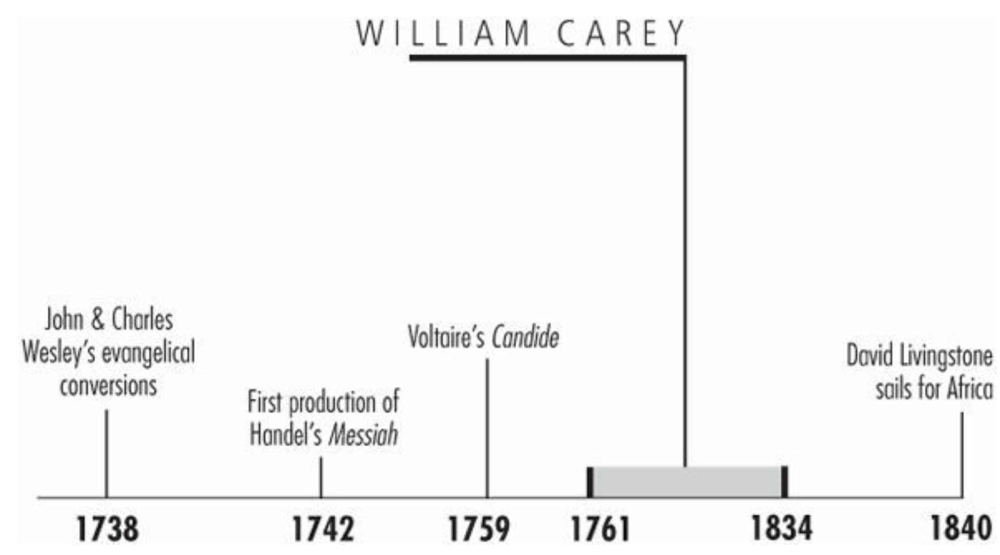 WILLIAM CAREY
John & Charles
Wesley's evangelical
conversions
First production of
Handel's Messiah
Voltaire's Candide
David Livingstone
sails for Africa
1738 1742 1759 1761 1834 1840